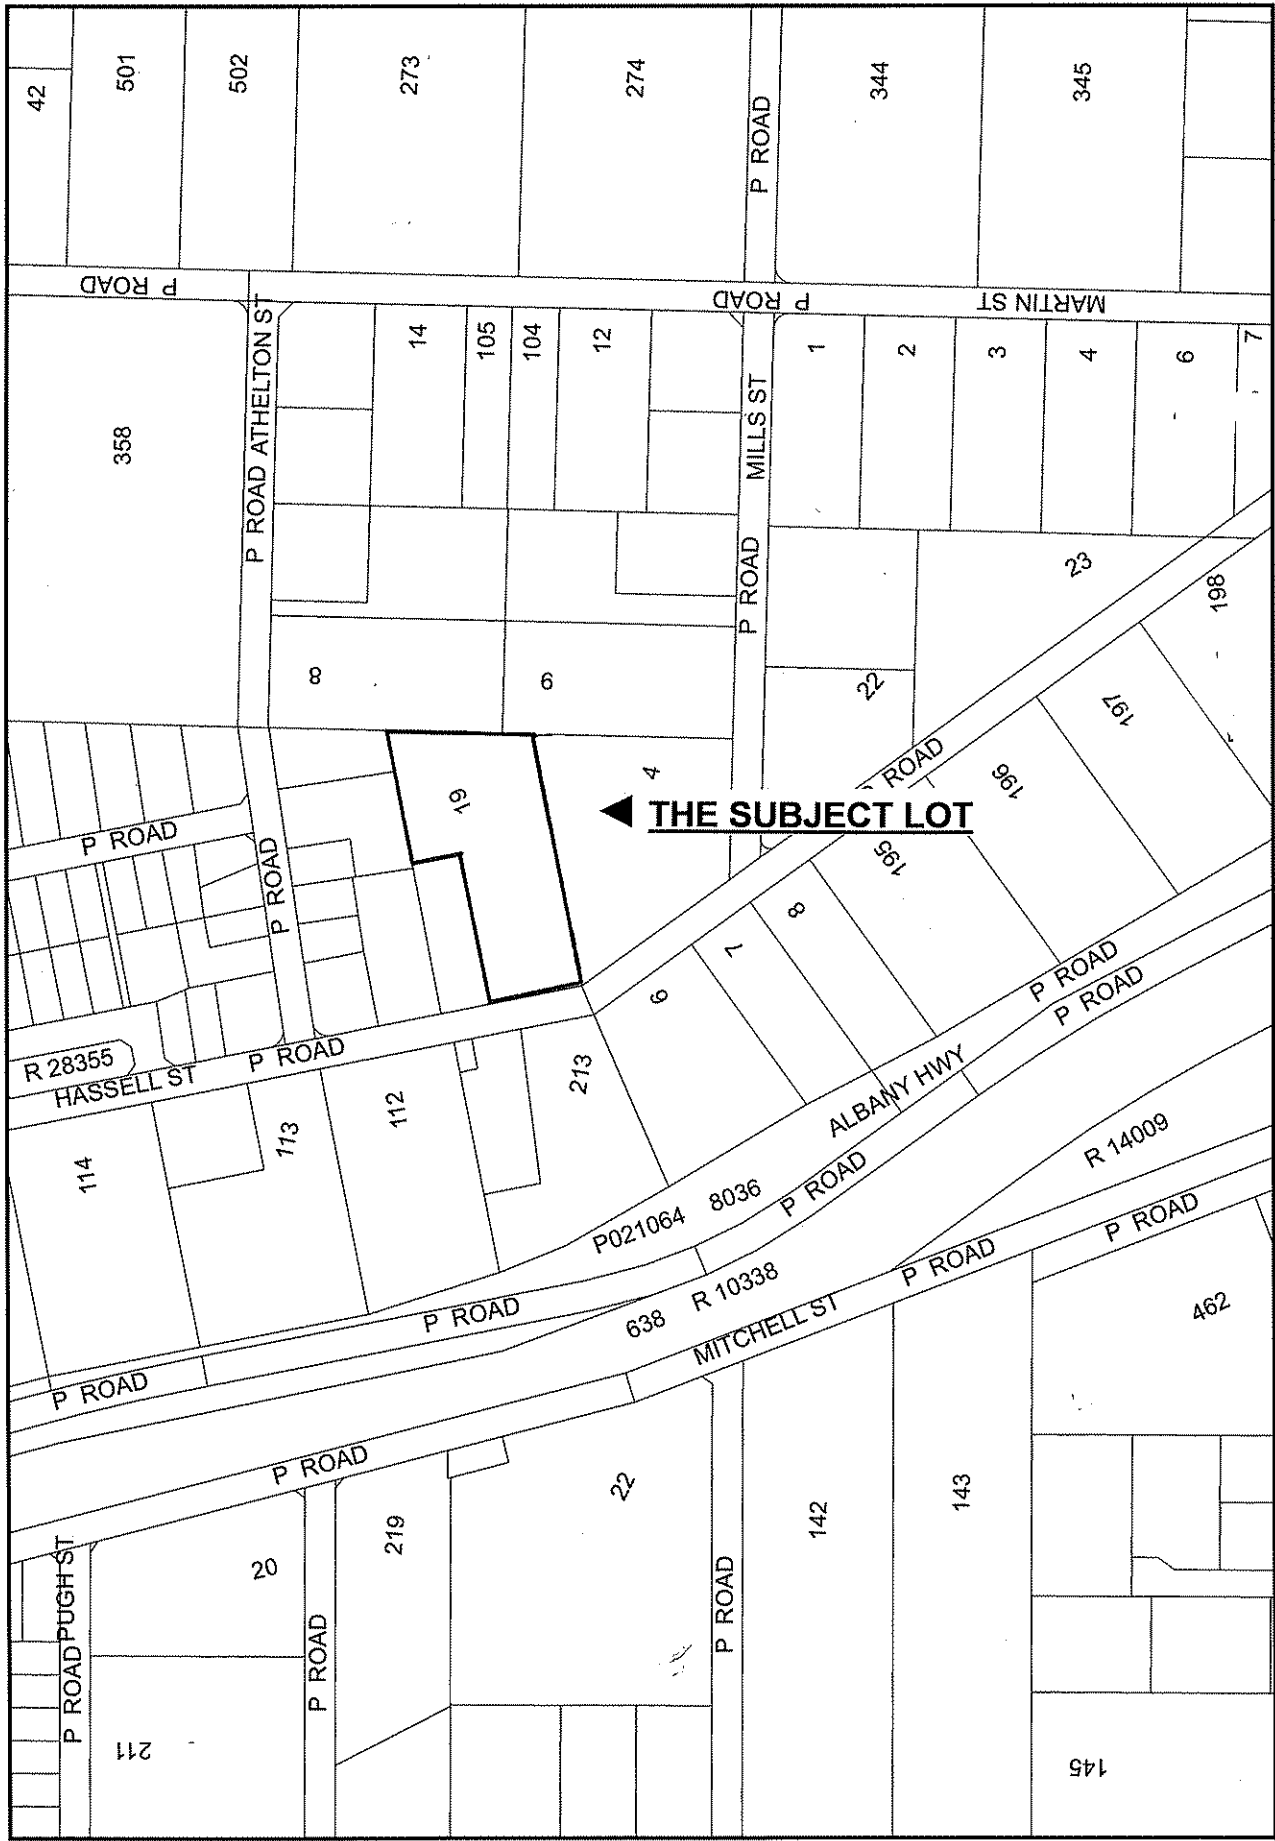 42
501
502
273
274
P ROAD
344
345
P ROAD
P ROAD
MARTIN ST
358
P ROAD
ATHELTON ST
14
105
104
12
MILLS ST
P ROAD
1
2
3
4
6
7
8
9
22
23
198
P ROAD
P ROAD
19
4
THE SUBJECT LOT
ROAD
197
196
195
8
7
6
R 28355
HASSELL ST
P ROAD
114
113
112
213
P021064
8036
ALBANY HWY
P ROAD
P ROAD
P ROAD
R 14009
P ROAD
P ROAD
638
R 10338
MITCHELL ST
P ROAD
P ROAD
462
P ROAD
P ROAD
PUGH ST
20
P ROAD
219
22
P ROAD
142
143
211
145